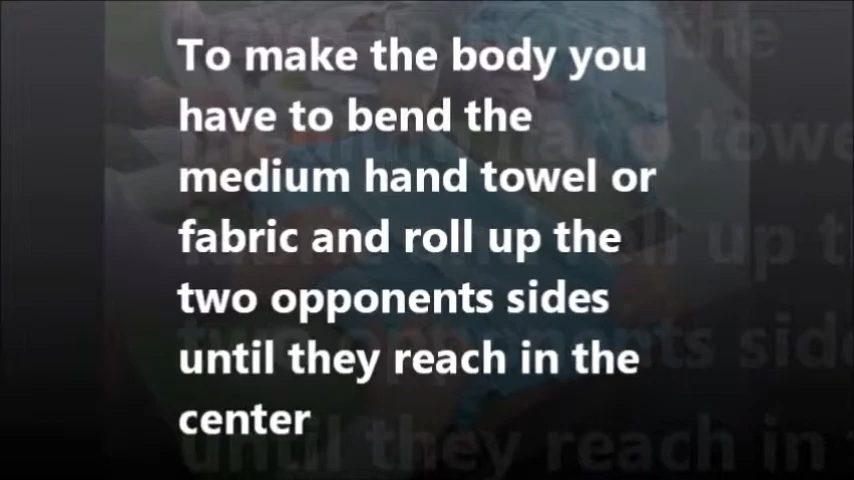 To make the body you
have to bend the
medium hand towel or
fabric and roll up the
two opponents sides
until they reach in the
center